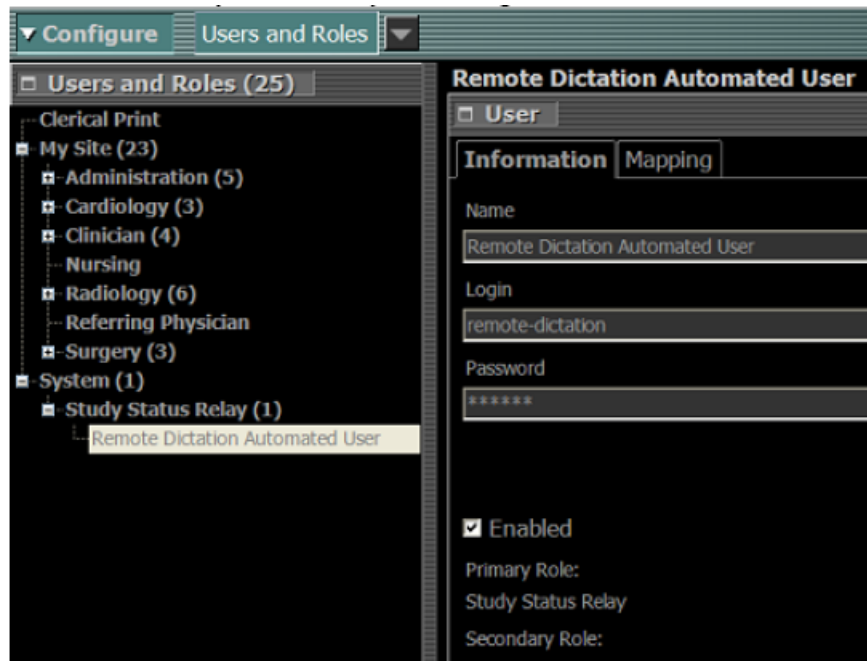 Configure Users and Roles
Users and Roles (25)
Clerical Print
My Site (23)
Administration (5)
Cardiology (3)
Clinician (4)
Nursing
Radiology (6)
Referring Physician
Surgery (3)
System (1)
Study Status Relay (1)
Remote Dictation Automated User
Remote Dictation Automated User
User
Information Mapping
Name
Remote Dictation Automated User
Login
remote-dictation
Password
******
Enabled
Primary Role:
Study Status Relay
Secondary Role: